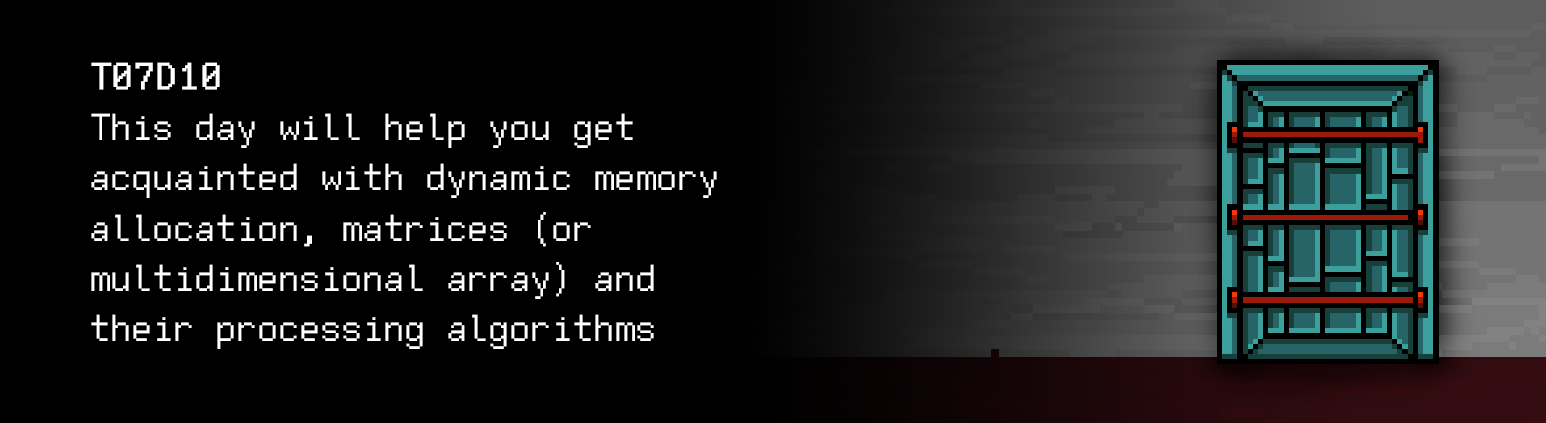 T07D10
This day will help you get
acquainted with dynamic memory
allocation, matrices (or
multidimensional array) and
their processing algorithms